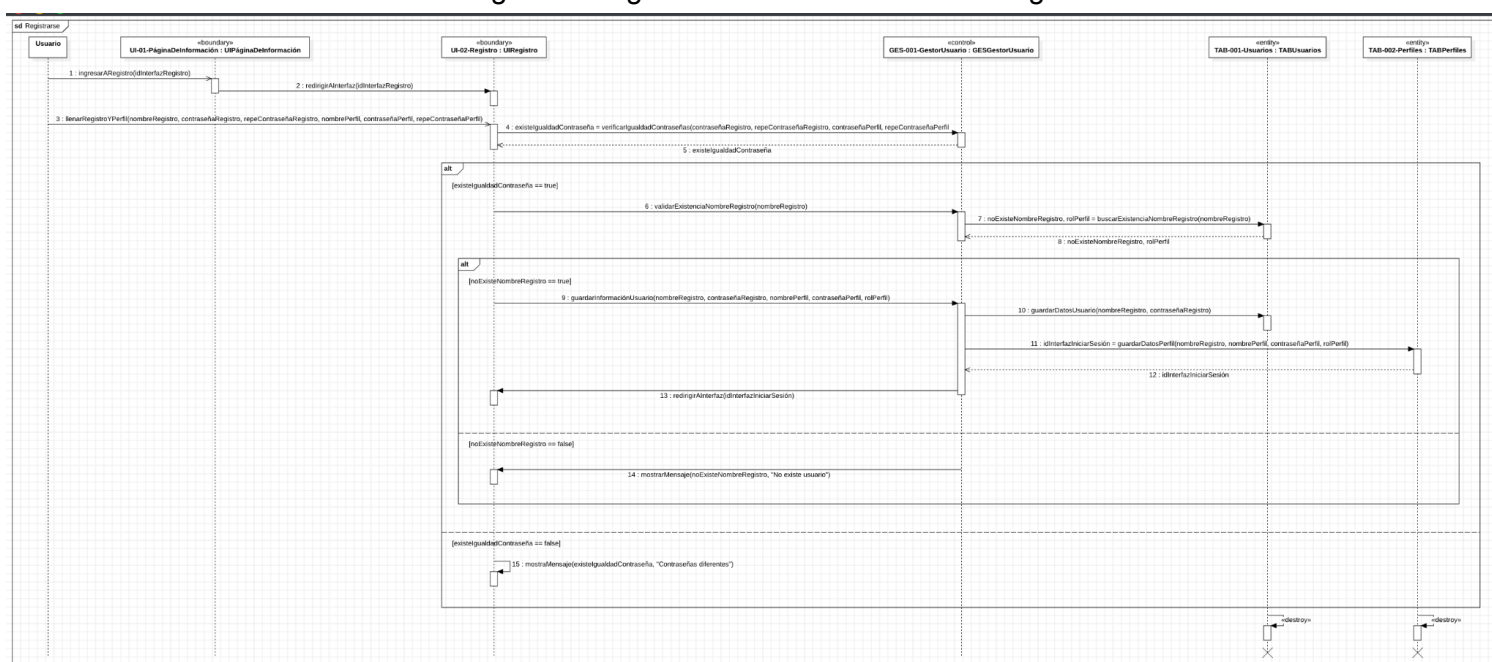 sd Registrarse
Usuario
«boundary»
UI-01-PáginaDeInformación : UIPáginaDeInformación
«boundary»
UI-02-Registro : UIRegistro
«control»
GES-001-GestorUsuario : GESGestorUsuario
«entity»
TAB-001-Usuarios : TABUsuarios
«entity»
TAB-002-Perfiles : TABPerfiles
1 : ingresarARegistro(idInterfazRegistro)
2 : redirigirAInterfaz(idInterfazRegistro)
3 : llenarRegistroYPerfil(nombreRegistro, contraseñaRegistro, repeContraseñaRegistro, nombrePerfil, contraseñaPerfil, repeContraseñaPerfil)
4 : existeIgualdadContraseña = verificarIgualdadContraseñas(contraseñaRegistro, repeContraseñaRegistro, contraseñaPerfil, repeContraseñaPerfil
5 : existeIgualdadContraseña
alt
[existeIgualdadContraseña == true]
6 : validarExistenciaNombreRegistro(nombreRegistro)
7 : noExisteNombreRegistro, rolPerfil = buscarExistenciaNombreRegistro(nombreRegistro)
8 : noExisteNombreRegistro, rolPerfil
alt
[noExisteNombreRegistro == true]
9 : guardarInformaciónUsuario(nombreRegistro, contraseñaRegistro, nombrePerfil, contraseñaPerfil, rolPerfil)
10 : guardarDatosUsuario(nombreRegistro, contraseñaRegistro)
11 : idInterfazIniciarSesión = guardarDatosPerfil(nombreRegistro, nombrePerfil, contraseñaPerfil, rolPerfil)
12 : idInterfazIniciarSesión
13 : redirigirAInterfaz(idInterfazIniciarSesión)
[noExisteNombreRegistro == false]
14 : mostrarMensaje(noExisteNombreRegistro, "No existe usuario")
[existeIgualdadContraseña == false]
15 : mostraMensaje(existeIgualdadContraseña, "Contraseñas diferentes")
«destroy»
«destroy»